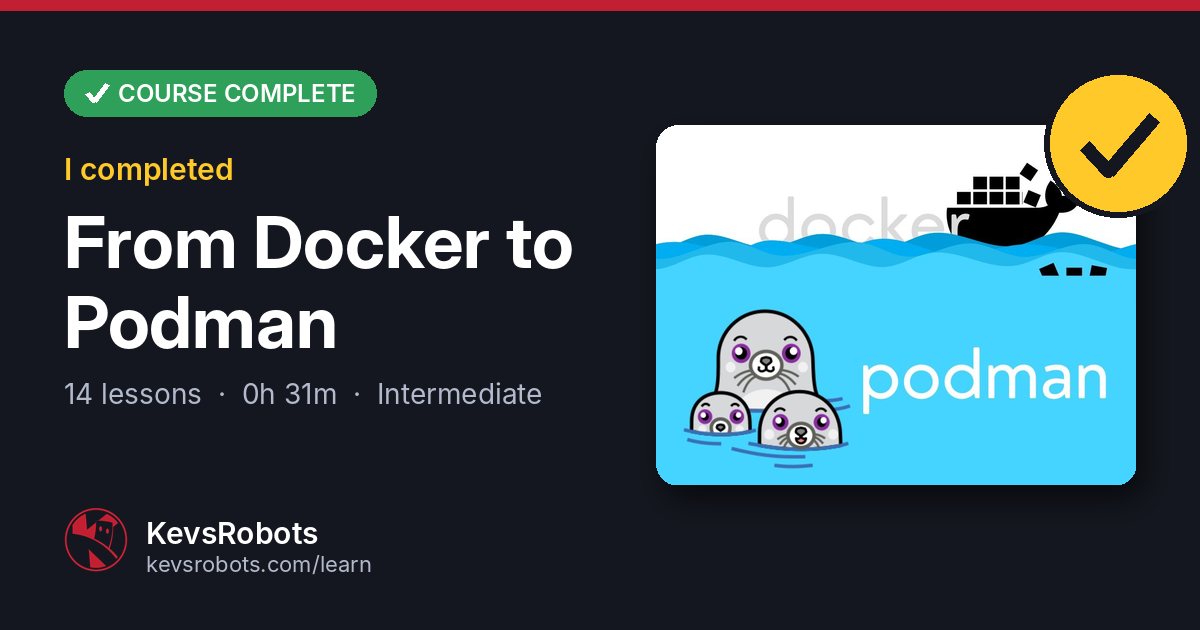 COURSE COMPLETE
I completed
From Docker to
Podman
14 lessons · 0h 31m · Intermediate
docker
podman
KevsRobots
kevsrobots.com/learn